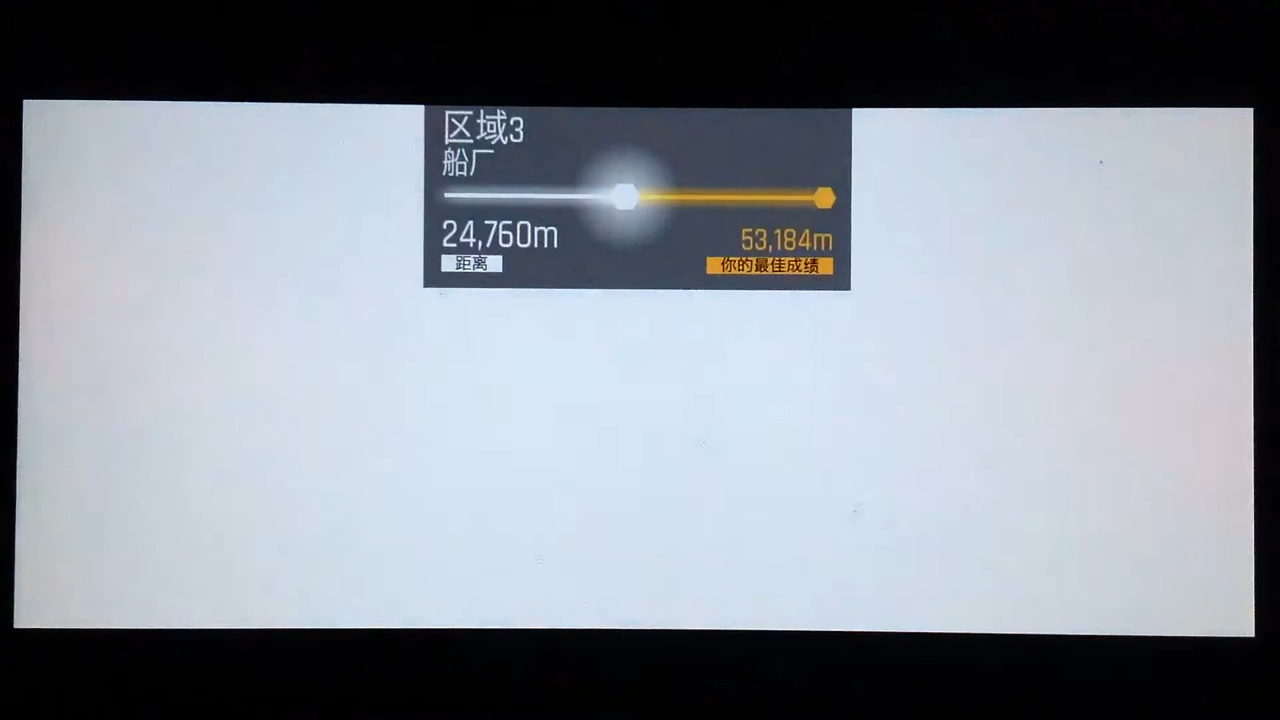 区域3
船厂
24,760m
距离
53,184m
你的最佳成绩